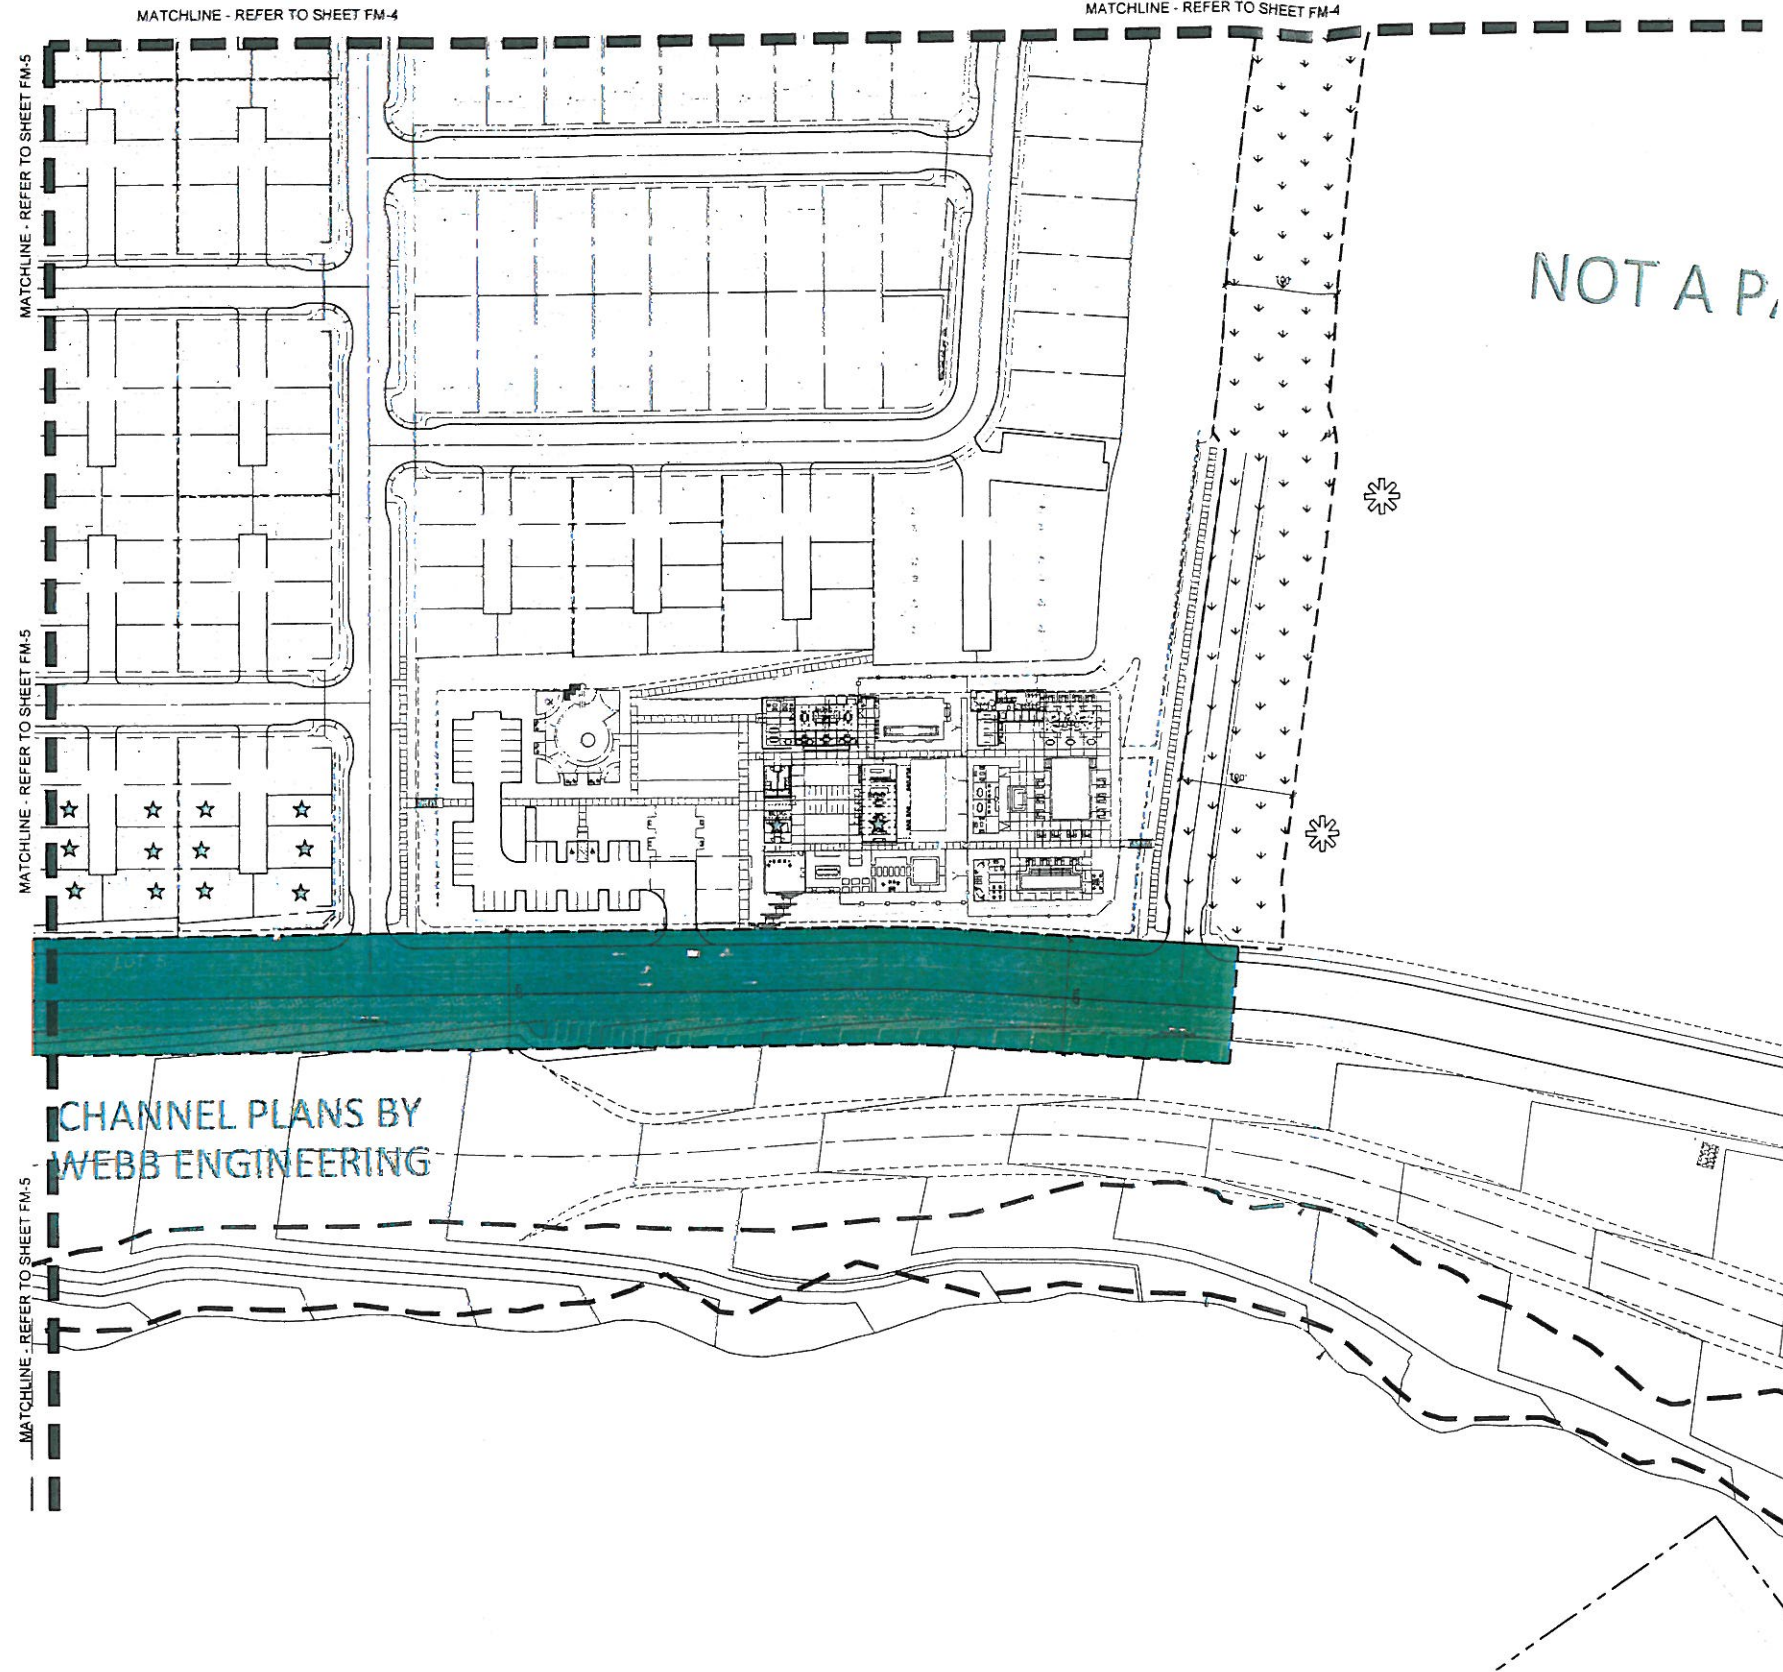 MATCHLINE - REFER TO SHEET FM-4
MATCHLINE - REFER TO SHEET FM-4
MATCHLINE - REFER TO SHEET FM-5
NOT A PA
MATCHLINE - REFER TO SHEET FM-5
CHANNEL PLANS BY
WEBB ENGINEERING
MATCHLINE - REFER TO SHEET FM-5